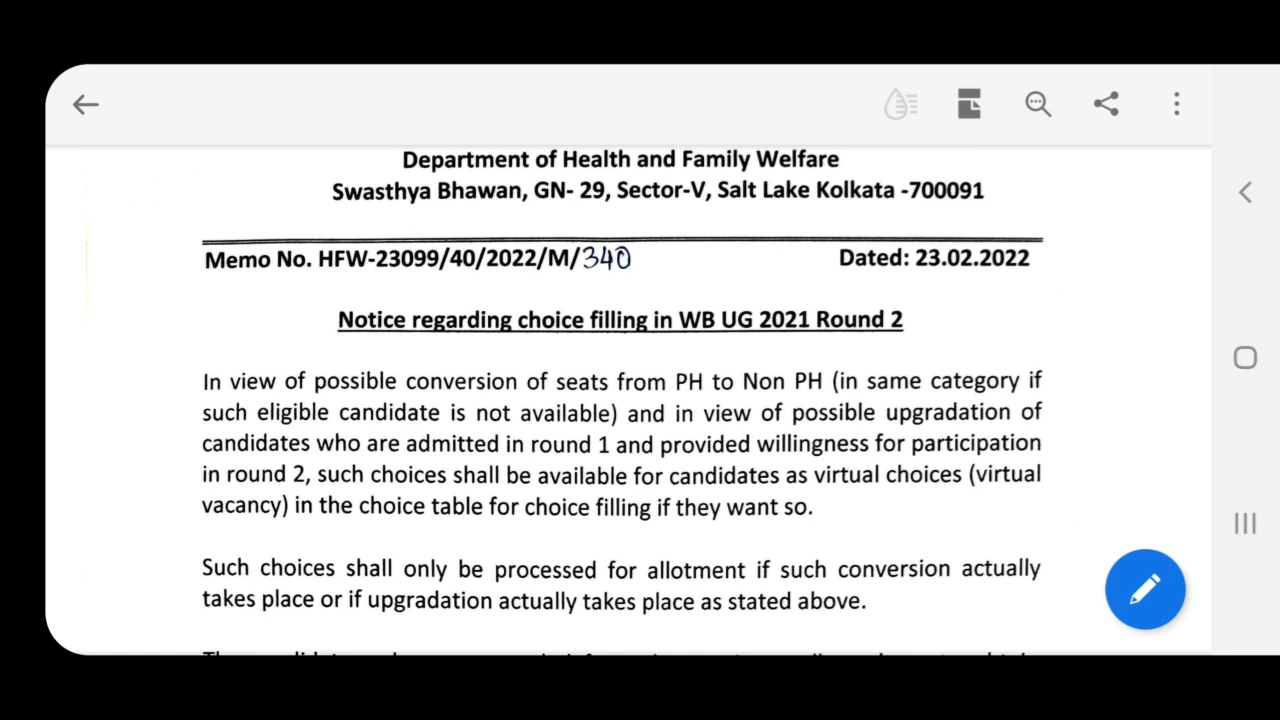 Department of Health and Family Welfare
Swasthya Bhawan, GN- 29, Sector-V, Salt Lake Kolkata -700091
Memo No. HFW-23099/40/2022/M/340
Dated: 23.02.2022
Notice regarding choice filling in WB UG 2021 Round 2
In view of possible conversion of seats from PH to Non PH (in same category if
such eligible candidate is not available) and in view of possible upgradation of
candidates who are admitted in round 1 and provided willingness for participation
in round 2, such choices shall be available for candidates as virtual choices (virtual
vacancy) in the choice table for choice filling if they want so.
Such choices shall only be processed for allotment if such conversion actually
takes place or if upgradation actually takes place as stated above.